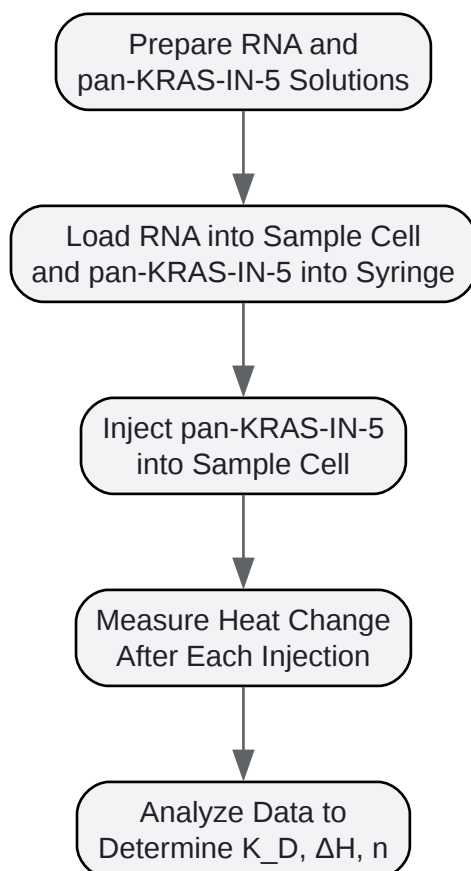 Prepare RNA and
pan-KRAS-IN-5 Solutions
Load RNA into Sample Cell
and pan-KRAS-IN-5 into Syringe
Inject pan-KRAS-IN-5
into Sample Cell
Measure Heat Change
After Each Injection
Analyze Data to
Determine K_D, ΔH, n